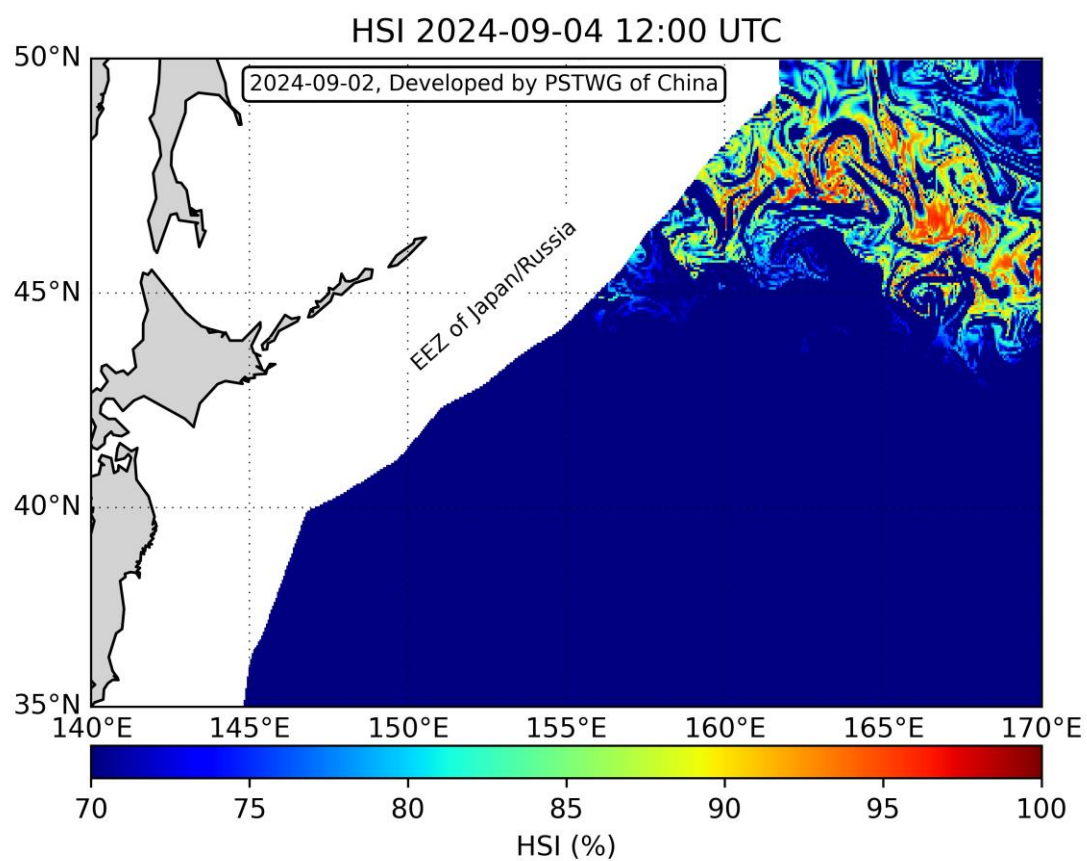 HSI 2024-09-04 12:00 UTC
50°N
2024-09-02, Developed by PSTWG of China
EEZ of Japan/Russia
45°N
40°N
35°N
140°E 145°E 150°E 155°E 160°E 165°E 170°E
70 75 80 85 90 95 100
HSI (%)